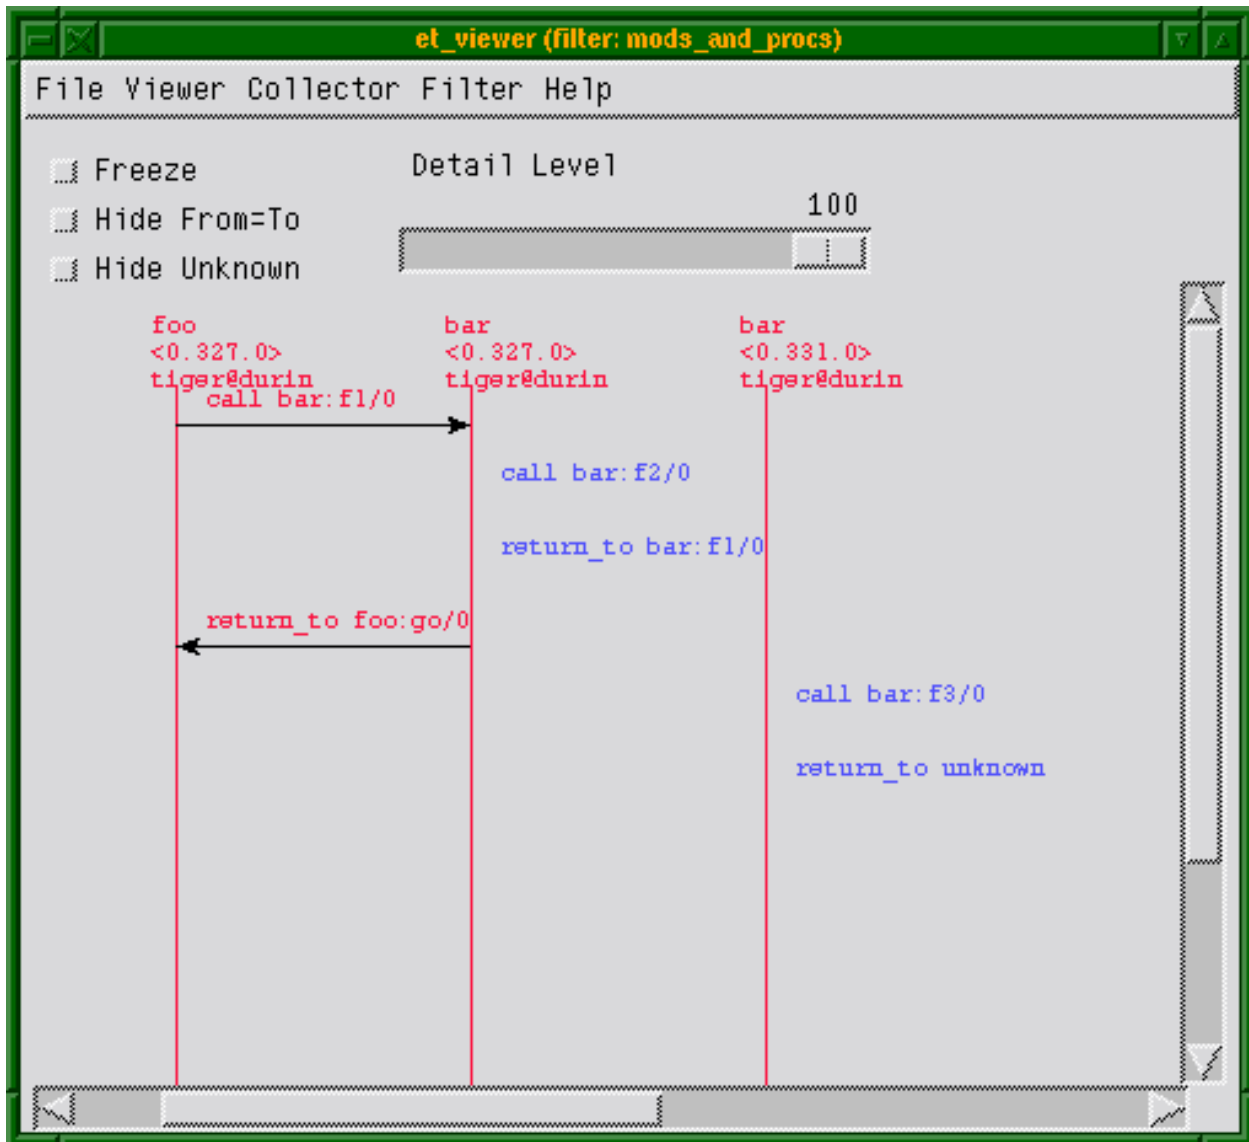 et_viewer (filter: mods_and_procs)
File Viewer Collector Filter Help
Freeze
Hide From=To
Hide Unknown
Detail Level
100
foo
<0.327.0>
tiger@durin
bar
<0.327.0>
tiger@durin
bar
<0.331.0>
tiger@durin
call bar:f1/0
call bar:f2/0
return_to bar:f1/0
return_to foo:go/0
call bar:f3/0
return_to unknown